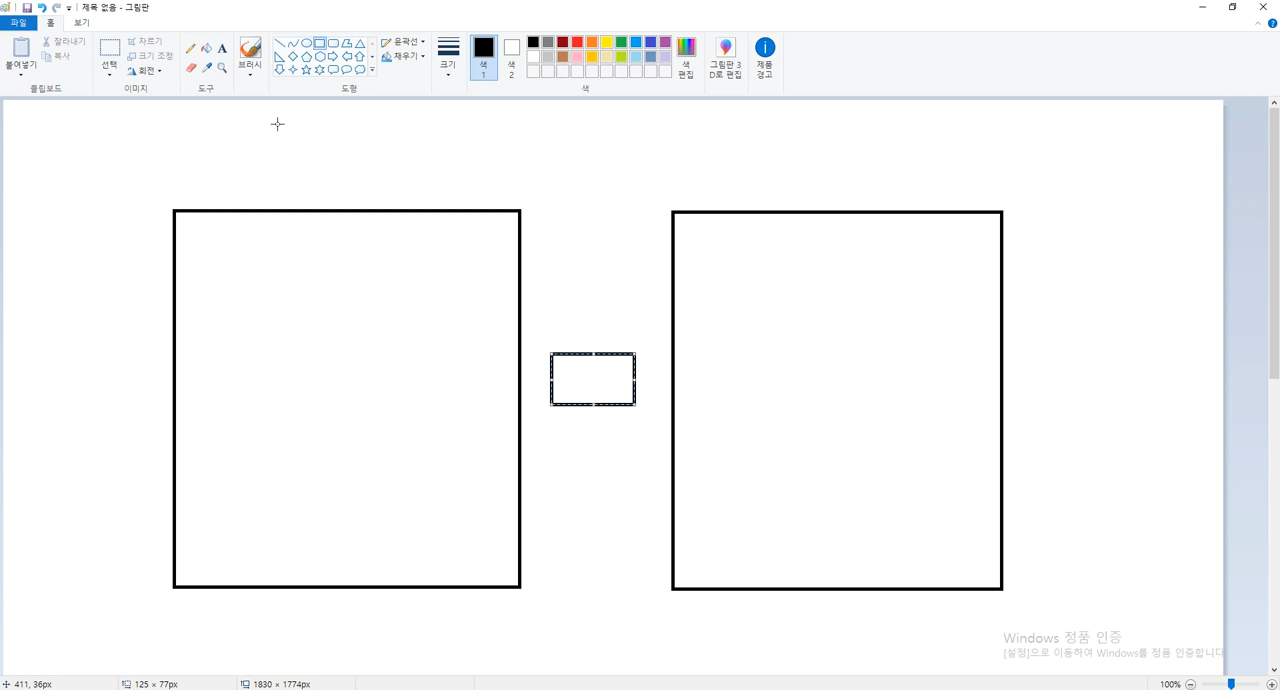 제목 없음 - 그림판
파일 홈 보기
붙여넣기
잘라내기
복사
클립보드
선택
자르기
크기 조정
회전
이미지
A
도구
브러시
윤곽선
채우기
도형
크기
색
1
색
2
색
편집
색
그림판 3
D로 편집
제품
경고
Windows 정품 인증
[설정]으로 이동하여 Windows를 정품 인증합니다
411, 36px
125 × 77px
1830 × 1774px
100%